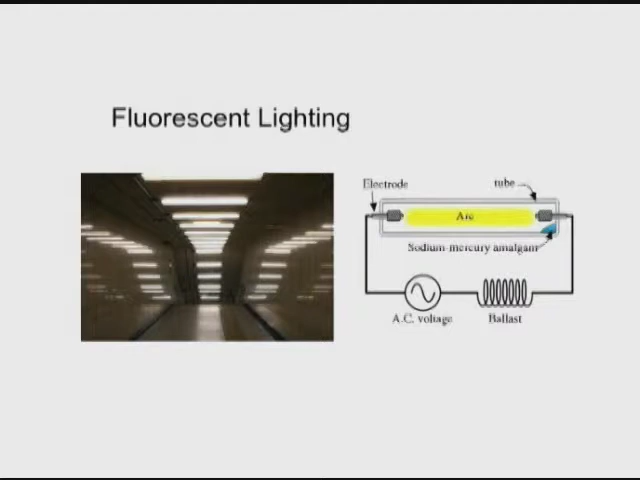 Fluorescent Lighting
Electrode
tube
Arc
Sodium-mercury amalgam
A.C. voltage
Ballast